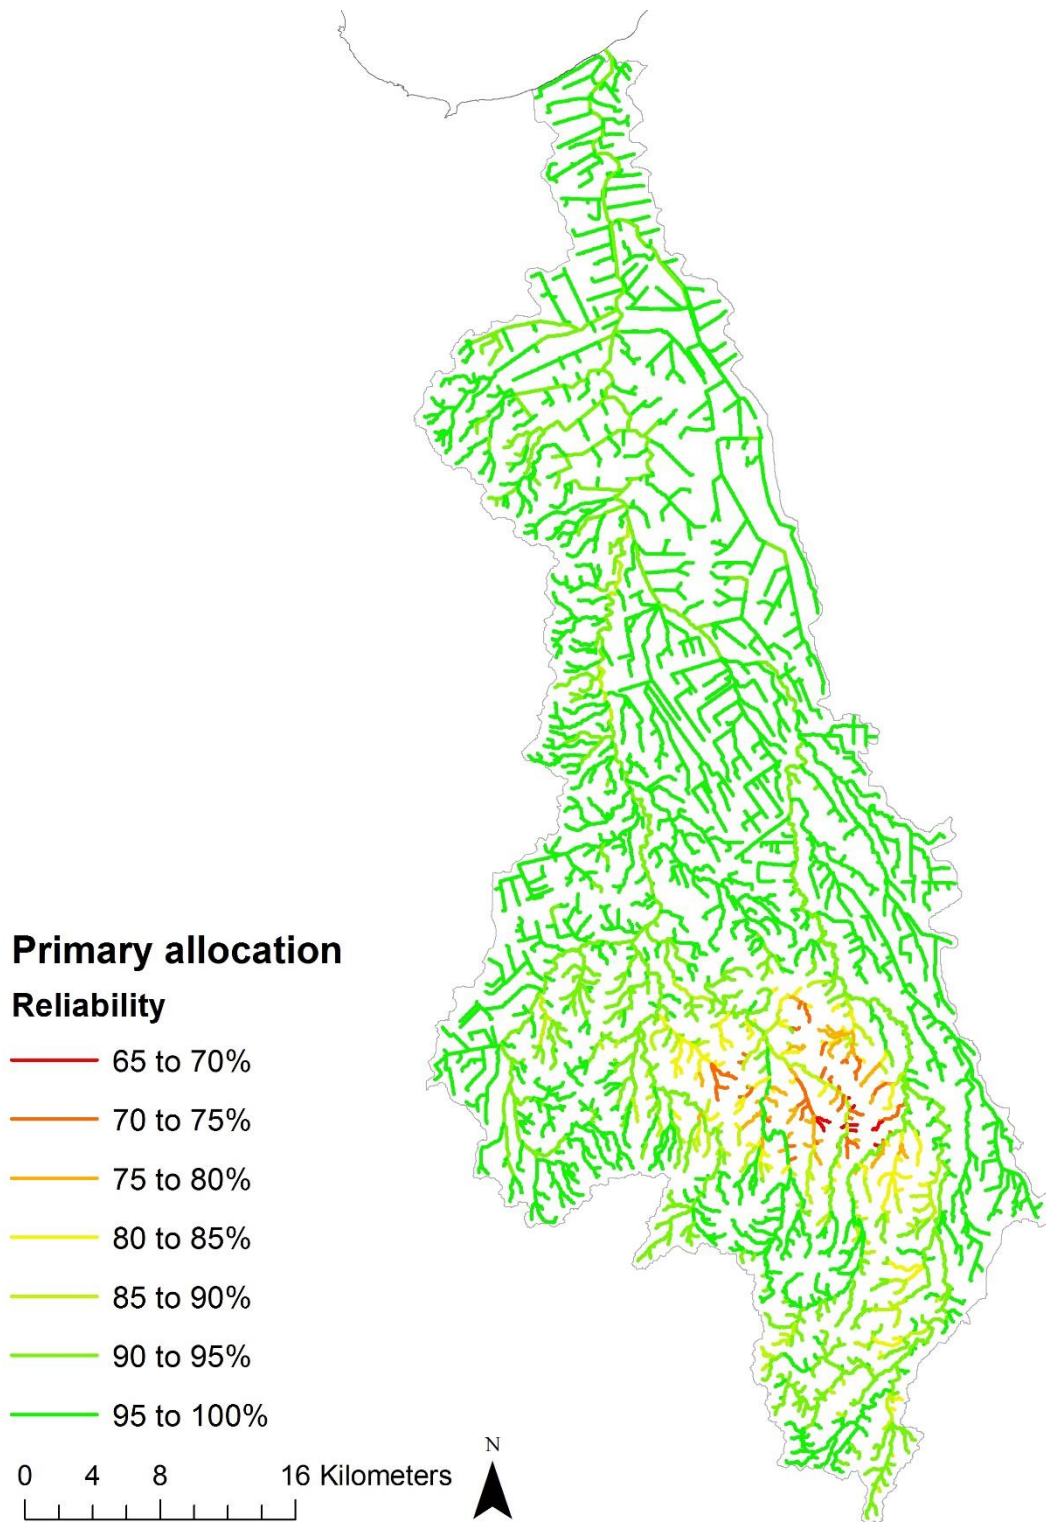 Primary allocation
Reliability
65 to 70%
70 to 75%
75 to 80%
80 to 85%
85 to 90%
90 to 95%
95 to 100%
N
0 4 8 16 Kilometers